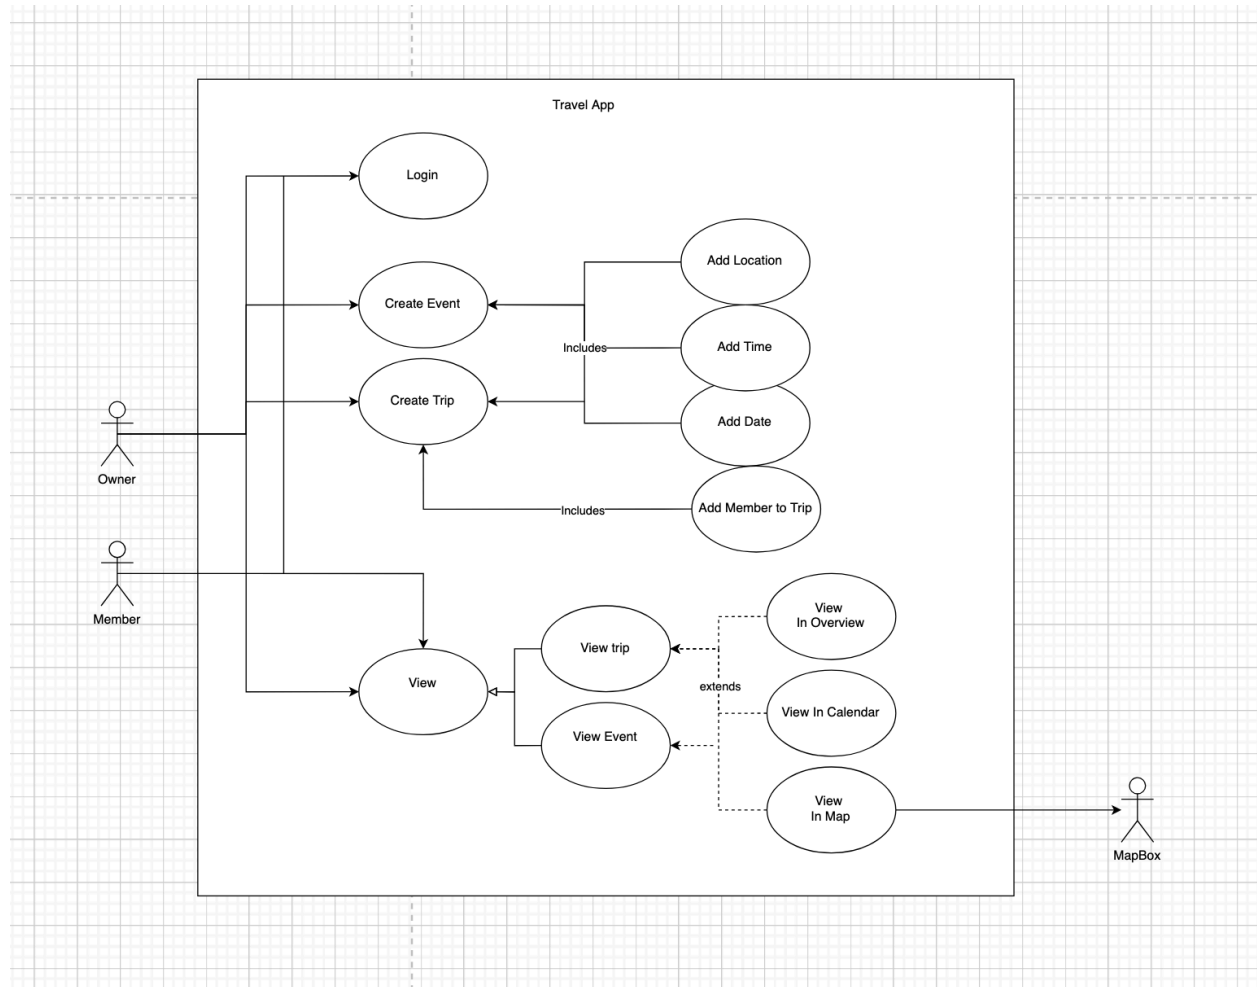 Travel App
Login
Add Location
Create Event
Add Time
Includes
Create Trip
Add Date
Owner
Add Member to Trip
Includes
Member
View
In Overview
View trip
View
extends
View In Calendar
View Event
View
In Map
MapBox